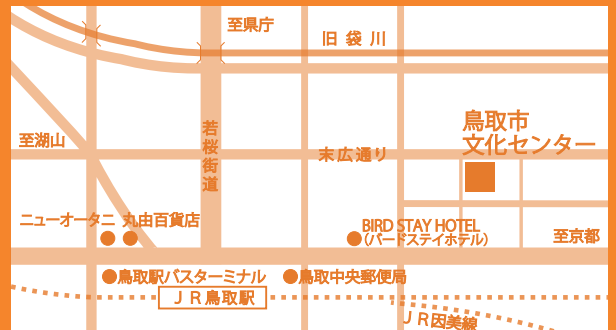 至県庁
旧袋川
若桜街道
鳥取市
文化センター
至湖山
末広通り
ニューオータニ 丸由百貨店
BIRD STAY HOTEL
(バードステイホテル)
至京都
鳥取駅バスターミナル
鳥取中央郵便局
JR鳥取駅
JR因美線